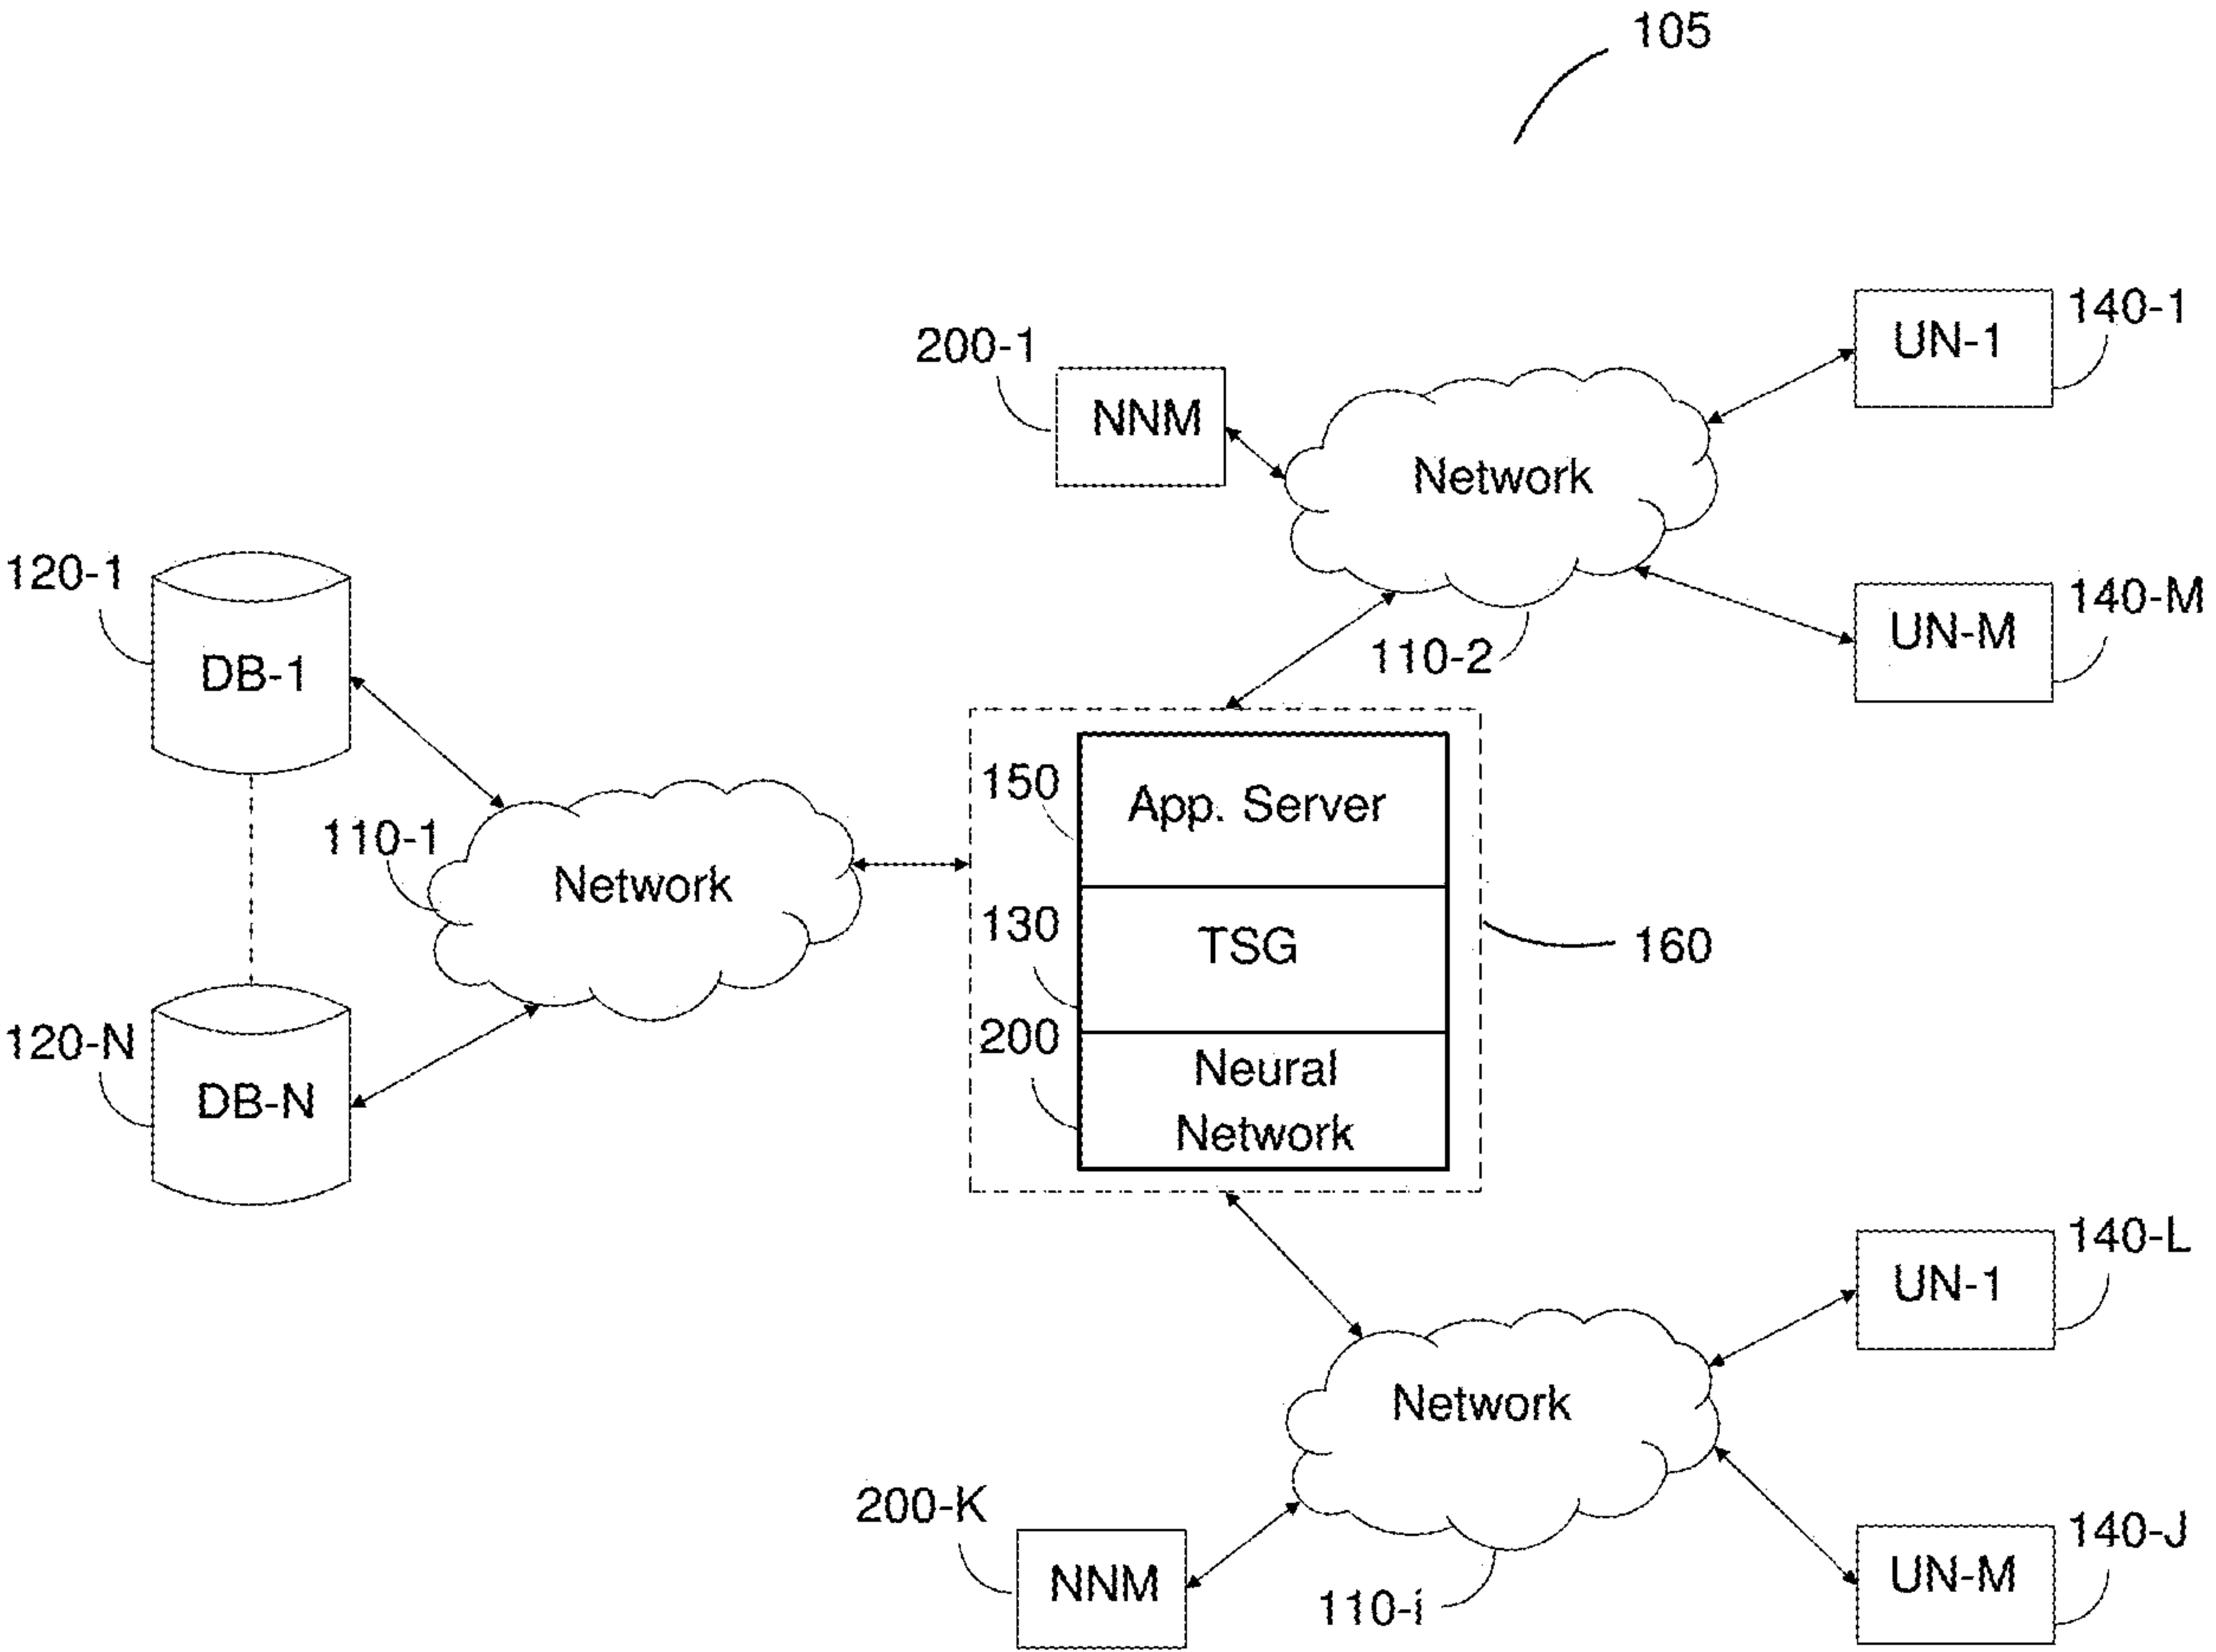 105
140-1
UN-1
200-1
NNM
Network
120-1
140-M
UN-M
DB-1
110-2
150
App. Server
110-1
Network
130
TSG
160
120-N
200
DB-N
Neural
Network
140-L
UN-1
Network
200-K
140-J
NNM
UN-M
110-i